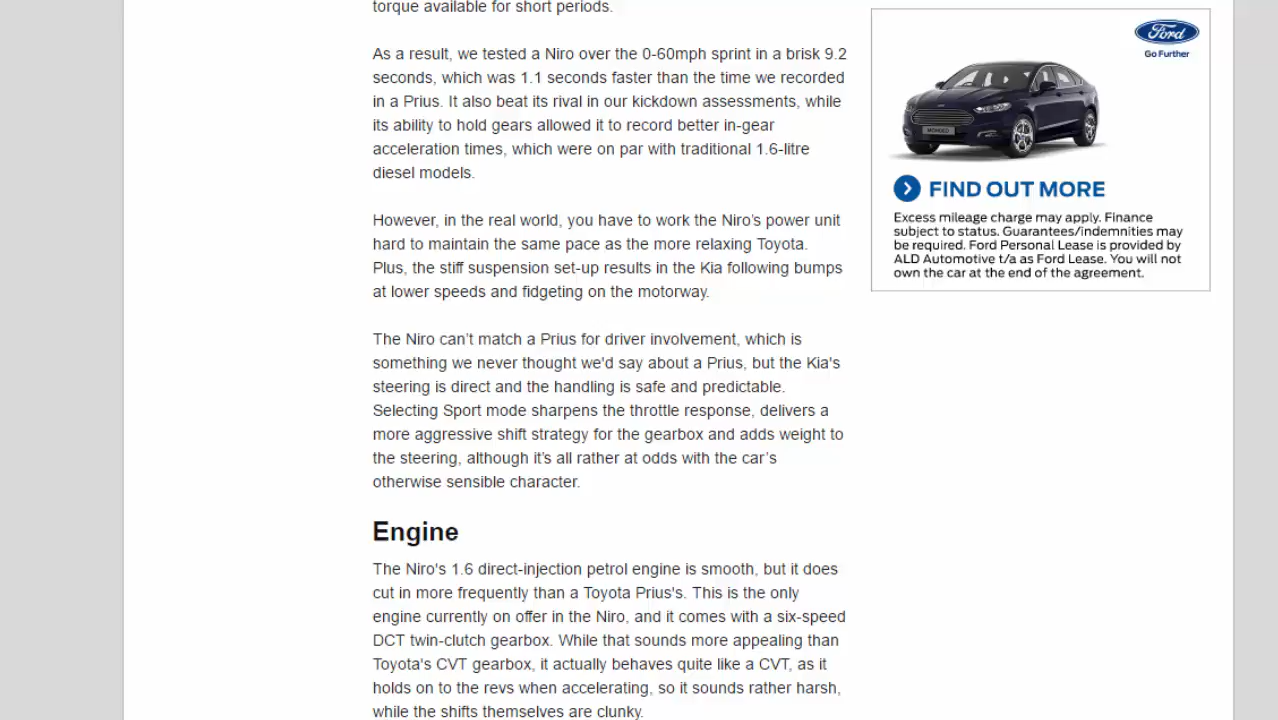 torque available for short periods.
As a result, we tested a Niro over the 0-60mph sprint in a brisk 9.2
seconds, which was 1.1 seconds faster than the time we recorded
in a Prius. It also beat its rival in our kickdown assessments, while
its ability to hold gears allowed it to record better in-gear
acceleration times, which were on par with traditional 1.6-litre
diesel models.
However, in the real world, you have to work the Niro’s power unit
hard to maintain the same pace as the more relaxing Toyota.
Plus, the stiff suspension set-up results in the Kia following bumps
at lower speeds and fidgeting on the motorway.
The Niro can’t match a Prius for driver involvement, which is
something we never thought we'd say about a Prius, but the Kia's
steering is direct and the handling is safe and predictable.
Selecting Sport mode sharpens the throttle response, delivers a
more aggressive shift strategy for the gearbox and adds weight to
the steering, although it’s all rather at odds with the car’s
otherwise sensible character.
Engine
The Niro's 1.6 direct-injection petrol engine is smooth, but it does
cut in more frequently than a Toyota Prius's. This is the only
engine currently on offer in the Niro, and it comes with a six-speed
DCT twin-clutch gearbox. While that sounds more appealing than
Toyota's CVT gearbox, it actually behaves quite like a CVT, as it
holds on to the revs when accelerating, so it sounds rather harsh,
while the shifts themselves are clunky.
Ford
Go Further
MONDEO
FIND OUT MORE
Excess mileage charge may apply. Finance
subject to status. Guarantees/indemnities may
be required. Ford Personal Lease is provided by
ALD Automotive t/a as Ford Lease. You will not
own the car at the end of the agreement.